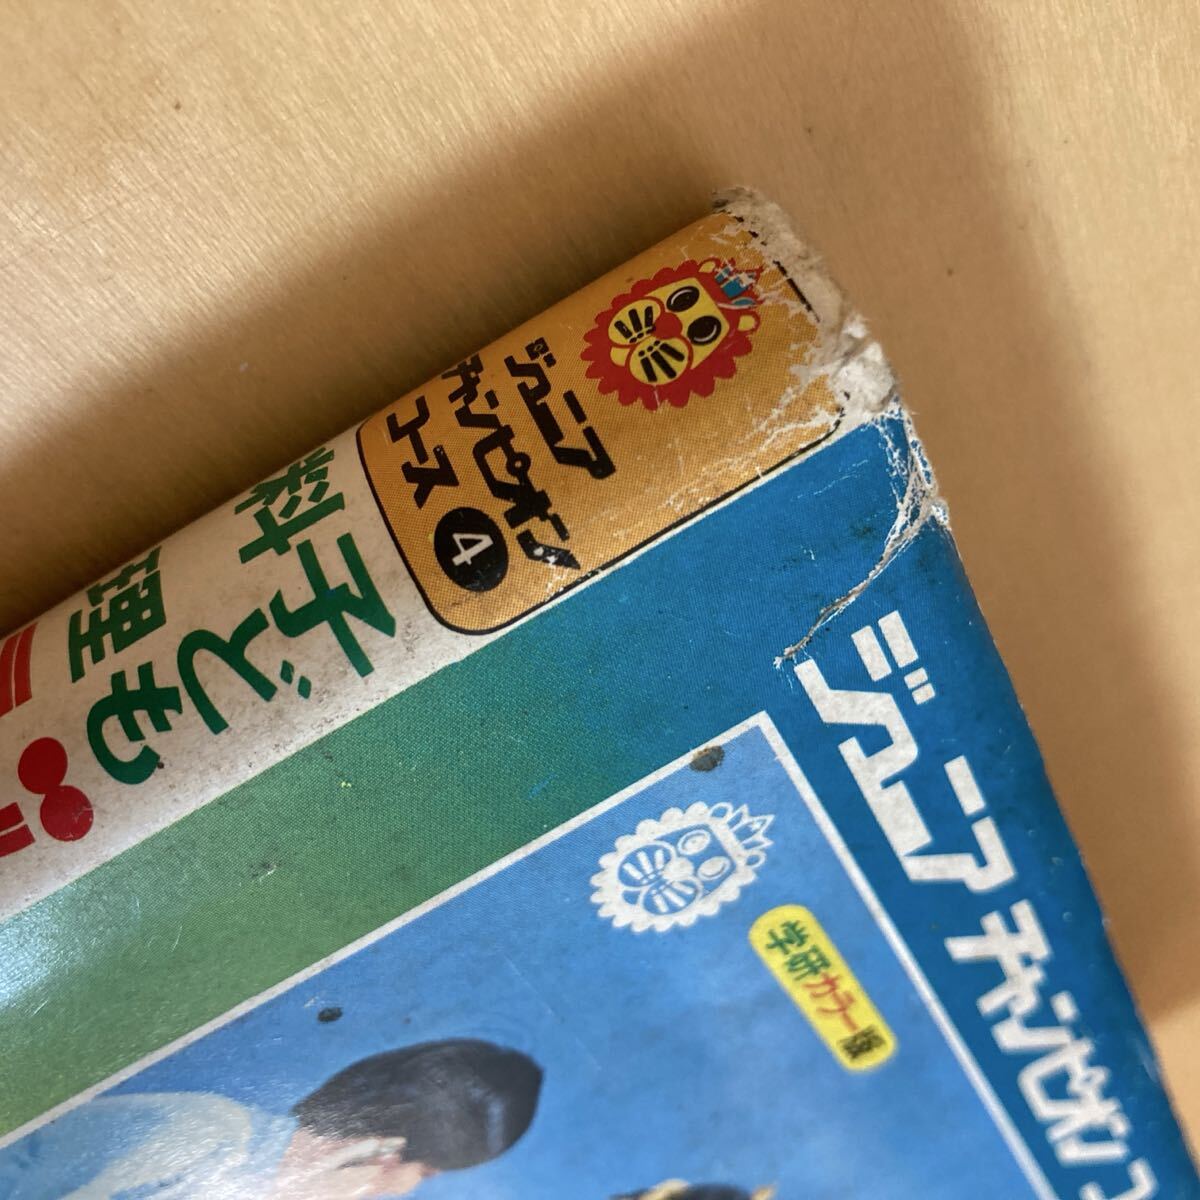 ジュニア
チャンピオン
コース
4
子ども
理科
学研カラー版
ジュニアチャンピオンコ